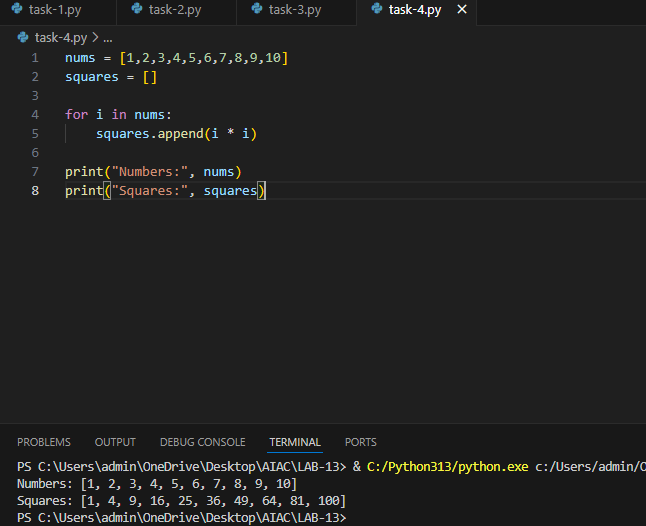 task-1.py task-2.py task-3.py task-4.py ×
task-4.py > ...
1 nums = [1,2,3,4,5,6,7,8,9,10]
2 squares = []
3
4 for i in nums:
5     squares.append(i * i)
6
7 print("Numbers:", nums)
8 print("Squares:", squares)
PROBLEMS OUTPUT DEBUG CONSOLE TERMINAL PORTS
PS C:\Users\admin\OneDrive\Desktop\AIAC\LAB-13> & C:/Python313/python.exe c:/Users/admin/O
Numbers: [1, 2, 3, 4, 5, 6, 7, 8, 9, 10]
Squares: [1, 4, 9, 16, 25, 36, 49, 64, 81, 100]
PS C:\Users\admin\OneDrive\Desktop\AIAC\LAB-13>